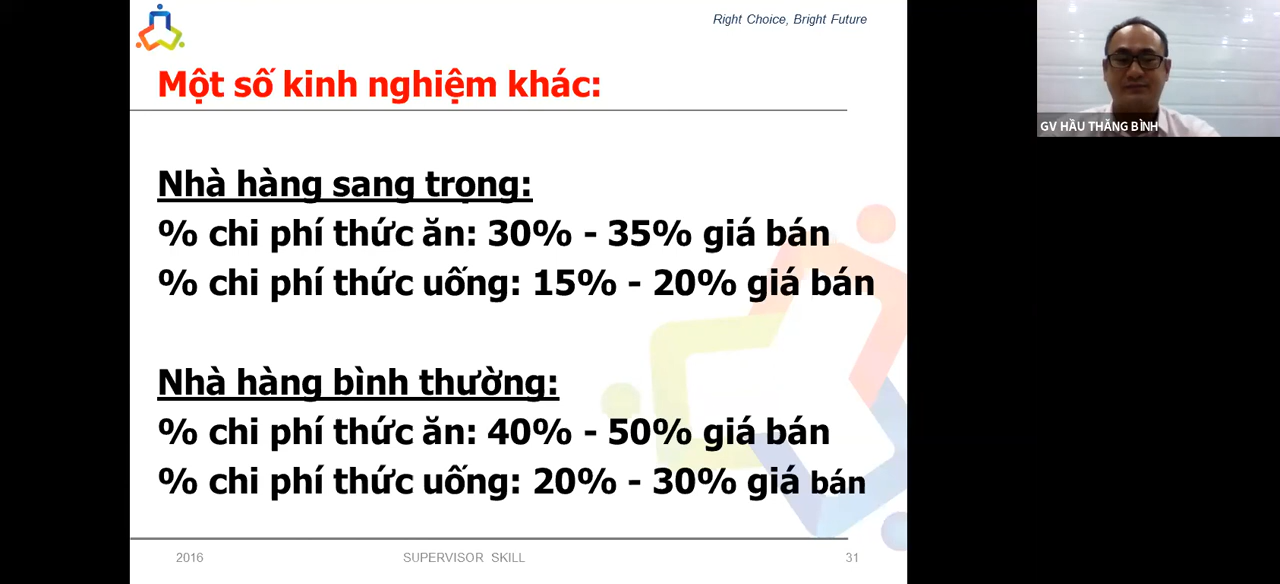 Right Choice, Bright Future
Một số kinh nghiệm khác:
Nhà hàng sang trọng:
% chi phí thức ăn: 30% - 35% giá bán
% chi phí thức uống: 15% - 20% giá bán
Nhà hàng bình thường:
% chi phí thức ăn: 40% - 50% giá bán
% chi phí thức uống: 20% - 30% giá bán
2016 SUPERVISOR SKILL 31
GV HẦU THĂNG BÌNH